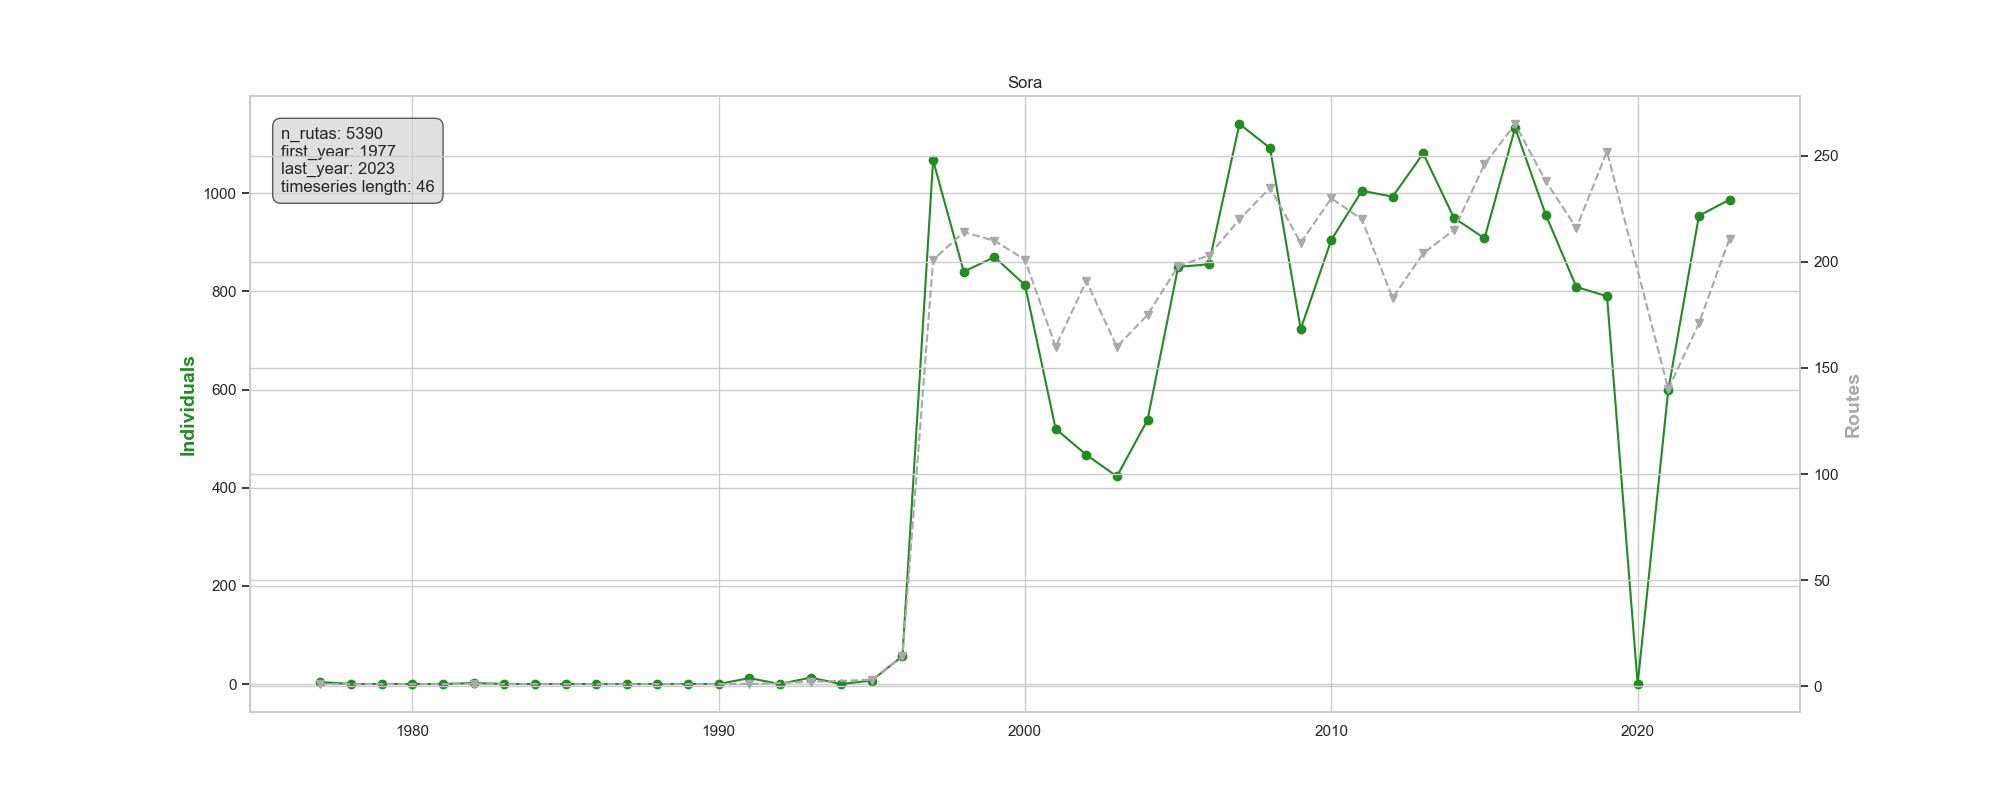 Sora
n_rutas: 5390
first_year: 1977
last_year: 2023
timeseries length: 46
Individuals
1000
800
600
400
200
0
Routes
250
200
150
100
50
0
1980 1990 2000 2010 2020